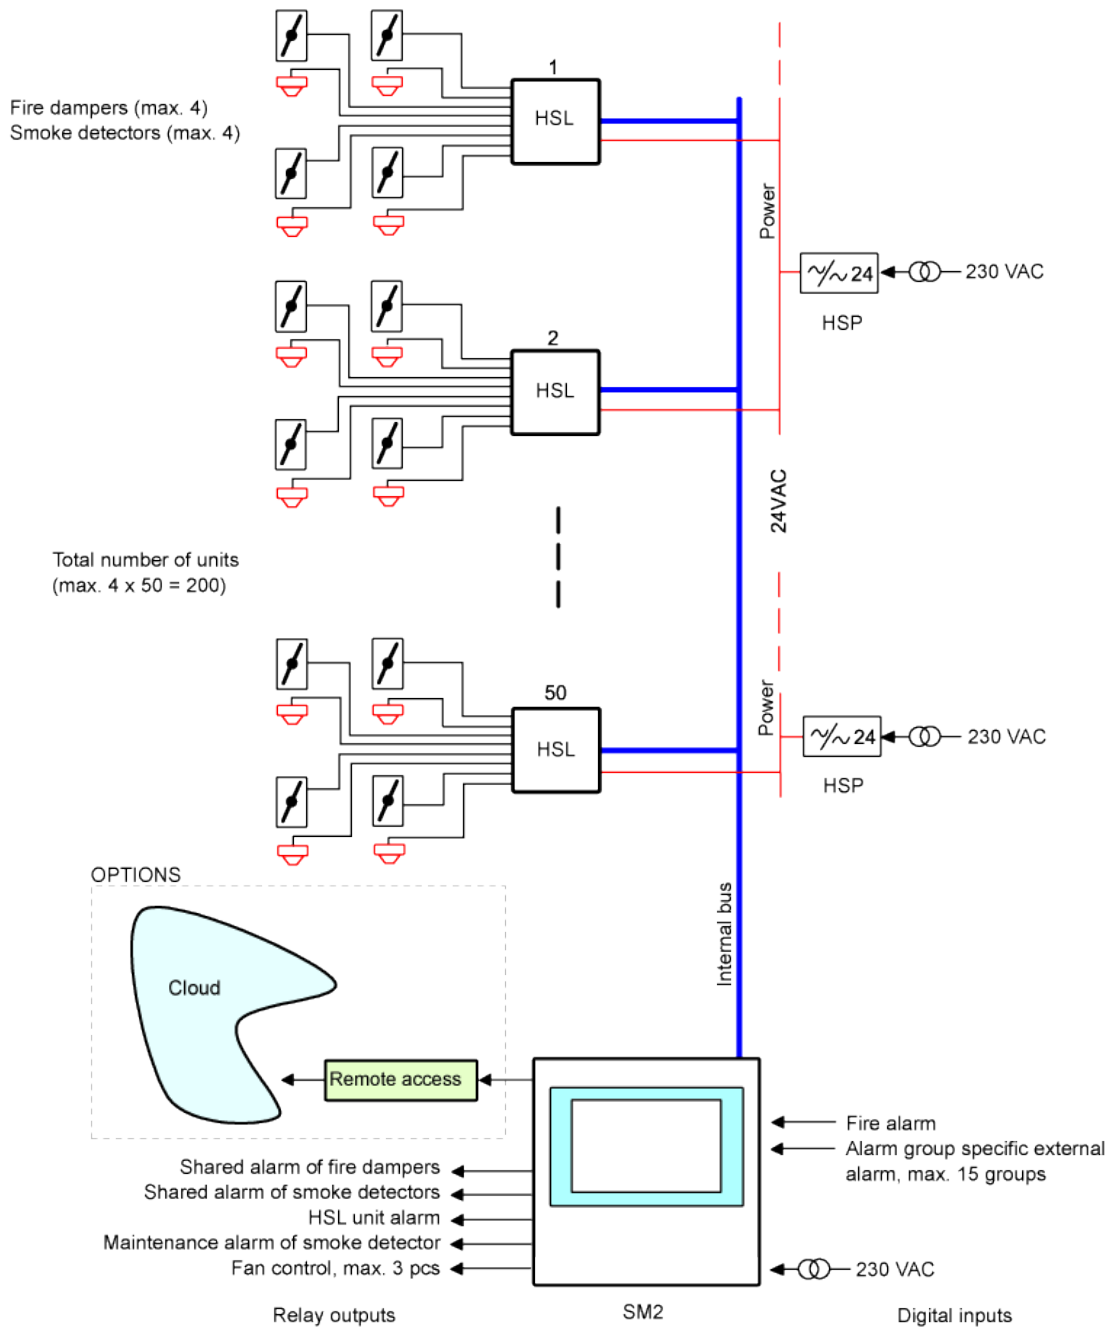 1
HSL
Fire dampers (max. 4)
Smoke detectors (max. 4)
Power
~/~ 24
230 VAC
HSP
2
HSL
24VAC
Total number of units
(max. 4 x 50 = 200)
50
HSL
Power
~/~ 24
230 VAC
HSP
OPTIONS
Cloud
Remote access
Internal bus
Fire alarm
Alarm group specific external
alarm, max. 15 groups
Shared alarm of fire dampers
Shared alarm of smoke detectors
HSL unit alarm
Maintenance alarm of smoke detector
Fan control, max. 3 pcs
230 VAC
Relay outputs
SM2
Digital inputs